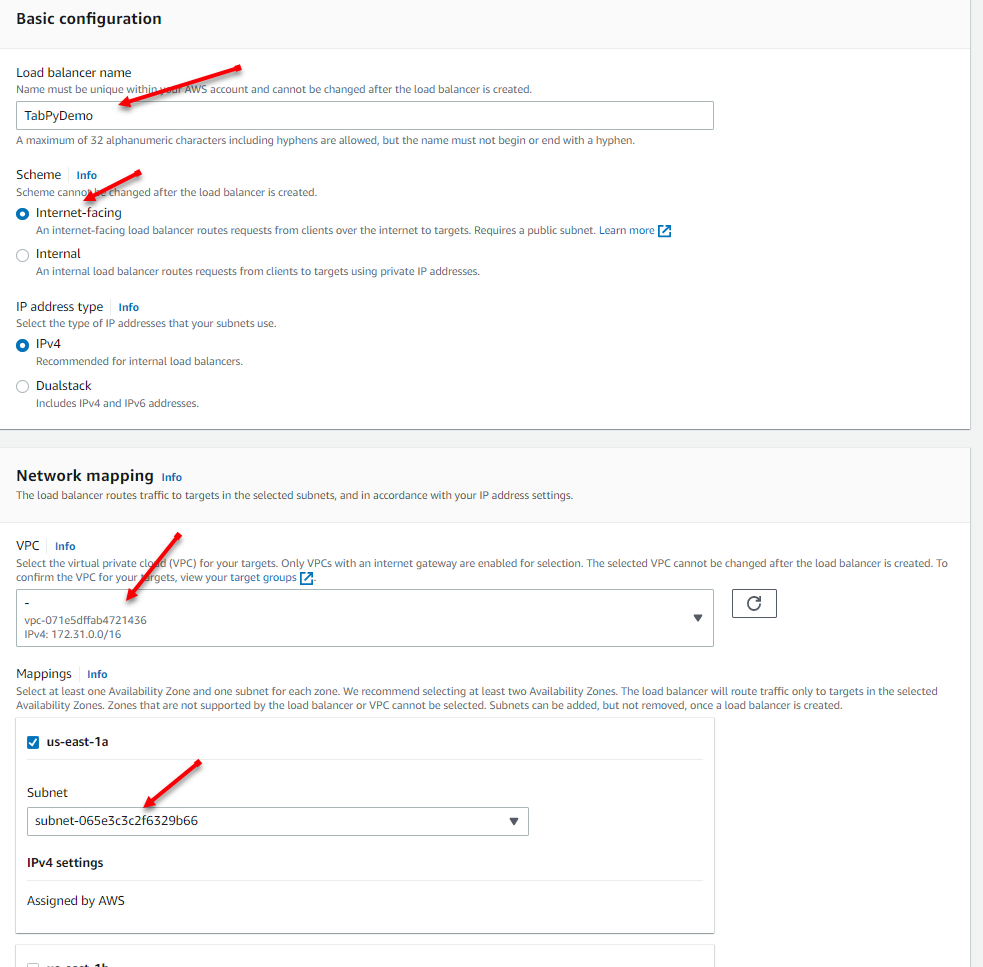 Basic configuration
Load balancer name
Name must be unique within your AWS account and cannot be changed after the load balancer is created.
TabPyDemo
A maximum of 32 alphanumeric characters including hyphens are allowed, but the name must not begin or end with a hyphen.
Scheme Info
Scheme cannot be changed after the load balancer is created.
Internet-facing
An internet-facing load balancer routes requests from clients over the internet to targets. Requires a public subnet. Learn more
Internal
An internal load balancer routes requests from clients to targets using private IP addresses.
IP address type Info
Select the type of IP addresses that your subnets use.
IPv4
Recommended for internal load balancers.
Dualstack
Includes IPv4 and IPv6 addresses.
Network mapping Info
The load balancer routes traffic to targets in the selected subnets, and in accordance with your IP address settings.
VPC Info
Select the virtual private cloud (VPC) for your targets. Only VPCs with an internet gateway are enabled for selection. The selected VPC cannot be changed after the load balancer is created. To
confirm the VPC for your targets, view your target groups.
-
vpc-071e5dffab4721436
IPv4: 172.31.0.0/16
Mappings Info
Select at least one Availability Zone and one subnet for each zone. We recommend selecting at least two Availability Zones. The load balancer will route traffic only to targets in the selected
Availability Zones. Zones that are not supported by the load balancer or VPC cannot be selected. Subnets can be added, but not removed, once a load balancer is created.
us-east-1a
Subnet
subnet-065e3c3c2f6329b66
IPv4 settings
Assigned by AWS
us-east-1b